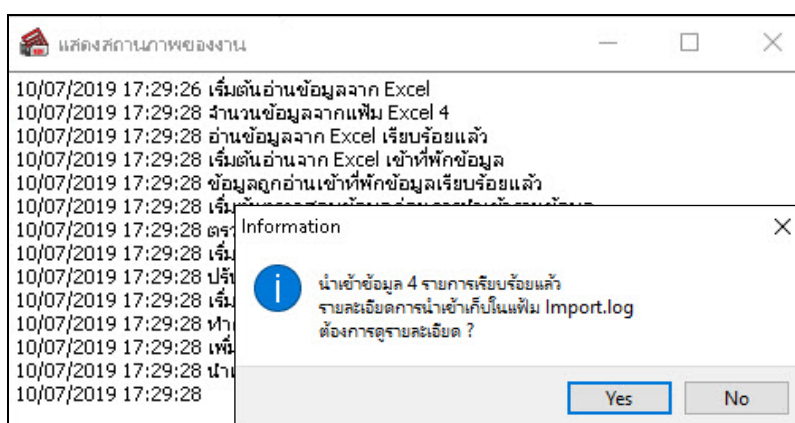 แสดงสถานภาพของงาน
10/07/2019 17:29:26 เริ่มต้นอ่านข้อมูลจาก Excel
10/07/2019 17:29:28 จำนวนข้อมูลจากแฟ้ม Excel 4
10/07/2019 17:29:28 อ่านข้อมูลจาก Excel เรียบร้อยแล้ว
10/07/2019 17:29:28 เริ่มต้นอ่านจาก Excel เข้าที่พักข้อมูล
10/07/2019 17:29:28 ข้อมูลถูกอ่านเข้าที่พักข้อมูลเรียบร้อยแล้ว
10/07/2019 17:29:28
10/07/2019 17:29:28
10/07/2019 17:29:28
10/07/2019 17:29:28
10/07/2019 17:29:28
10/07/2019 17:29:28
10/07/2019 17:29:28
10/07/2019 17:29:28
10/07/2019 17:29:28
Information
นำเข้าข้อมูล 4 รายการเรียบร้อยแล้ว
รายละเอียดการนำเข้าเก็บในแฟ้ม Import.log
ต้องการดูรายละเอียด ?
Yes
No